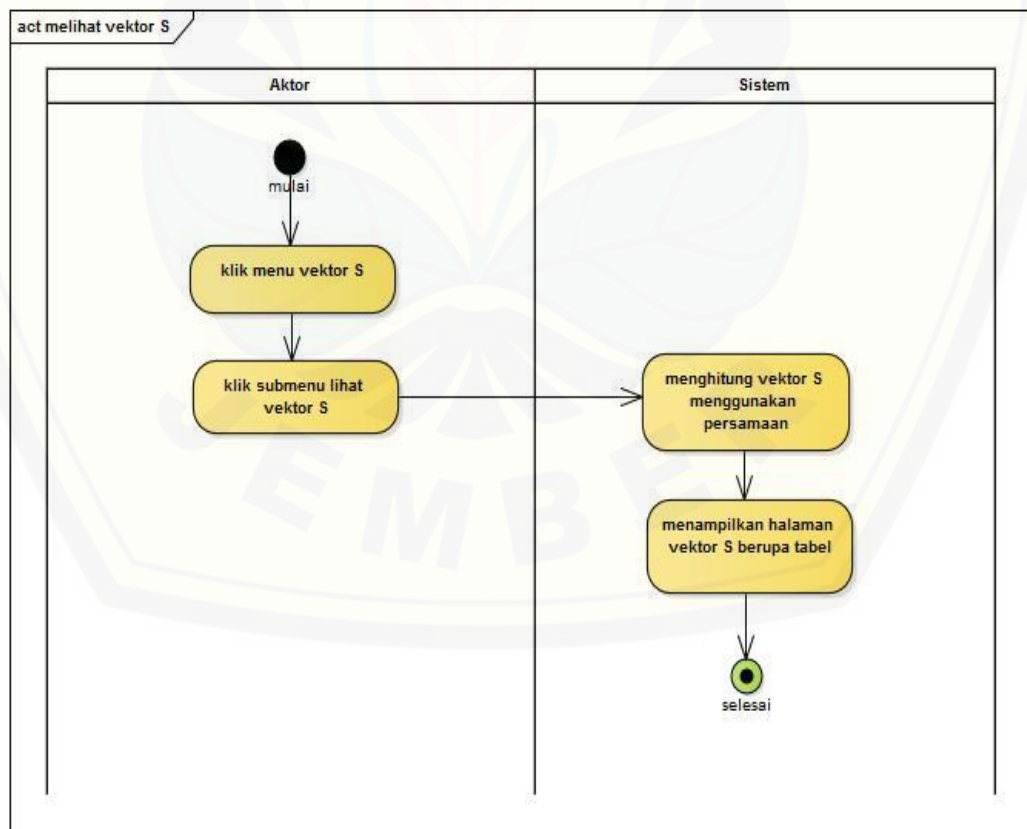 act melihat vektor S
Aktor
Sistem
mulai
klik menu vektor S
klik submenu lihat
vektor S
menghitung vektor S
menggunakan
persamaan
menampilkan halaman
vektor S berupa tabel
selesai
JEMBER